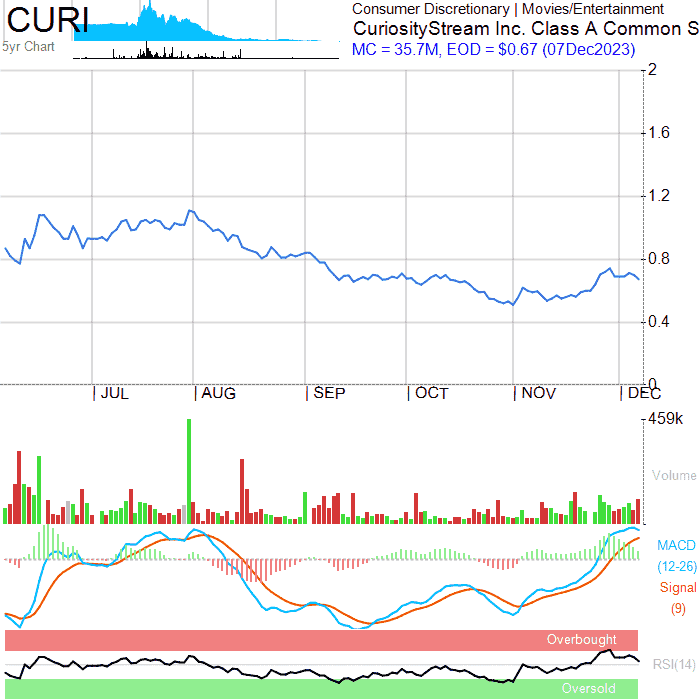 CURI
5yr Chart
Consumer Discretionary | Movies/Entertainment
CuriosityStream Inc. Class A Common S
MC = 35.7M, EOD = $0.67 (07Dec2023)
2
1.6
1.2
0.8
0.4
0
JUL AUG SEP OCT NOV DEC
459k
Volume
MACD
(12-26)
Signal
(9)
Overbought
RSI(14)
Oversold